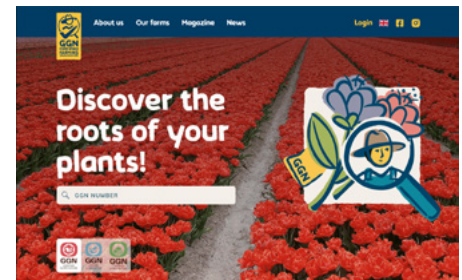 GGN
About us
Our farms
Magazine
News
Login
Discover the
roots of your
plants!
GGN NUMBER
GGN
GGN
GGN
GGN